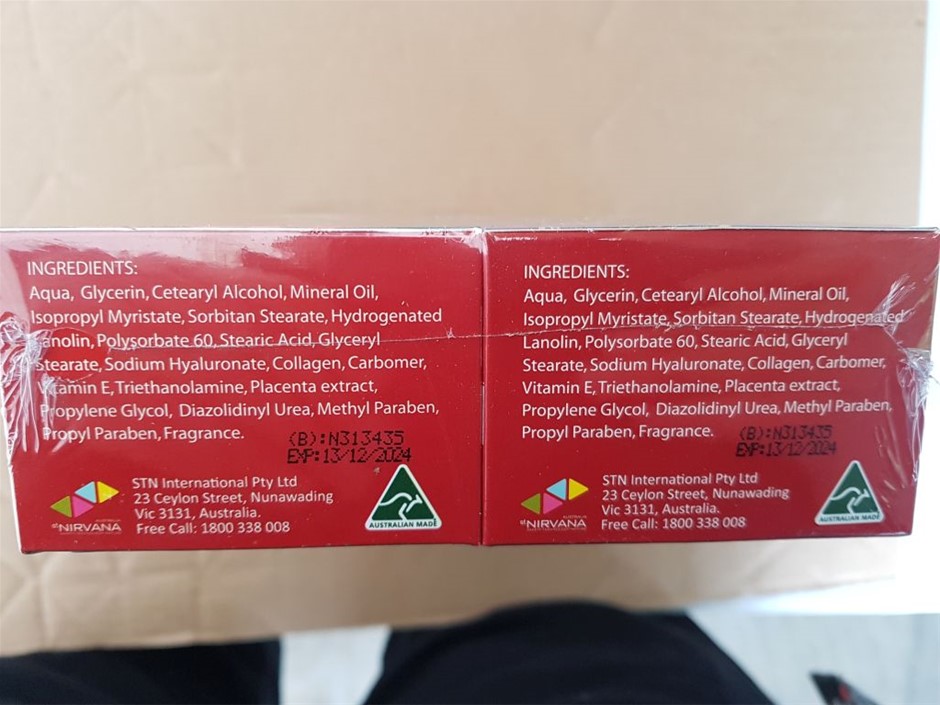 INGREDIENTS:
Aqua, Glycerin, Cetearyl Alcohol, Mineral Oil,
Isopropyl Myristate, Sorbitan Stearate, Hydrogenated
Lanolin, Polysorbate 60, Stearic Acid, Glyceryl
Stearate, Sodium Hyaluronate, Collagen, Carbomer,
Vitamin E, Triethanolamine, Placenta extract,
Propylene Glycol, Diazolidinyl Urea, Methyl Paraben,
Propyl Paraben, Fragrance.
(B):N313435
EXP:13/12/2024
STN International Pty Ltd
23 Ceylon Street, Nunawading
Vic 3131, Australia.
Free Call: 1800 338 008
NIRVANA
AUSTRALIAN MADE
INGREDIENTS:
Aqua, Glycerin, Cetearyl Alcohol, Mineral Oil,
Isopropyl Myristate, Sorbitan Stearate, Hydrogenated
Lanolin, Polysorbate 60, Stearic Acid, Glyceryl
Stearate, Sodium Hyaluronate, Collagen, Carbomer,
Vitamin E, Triethanolamine, Placenta extract,
Propylene Glycol, Diazolidinyl Urea, Methyl Paraben,
Propyl Paraben, Fragrance.
(B):N313435
EXP:13/12/2024
STN International Pty Ltd
23 Ceylon Street, Nunawading
Vic 3131, Australia.
Free Call: 1800 338 008
NIRVANA
AUSTRALIAN MADE